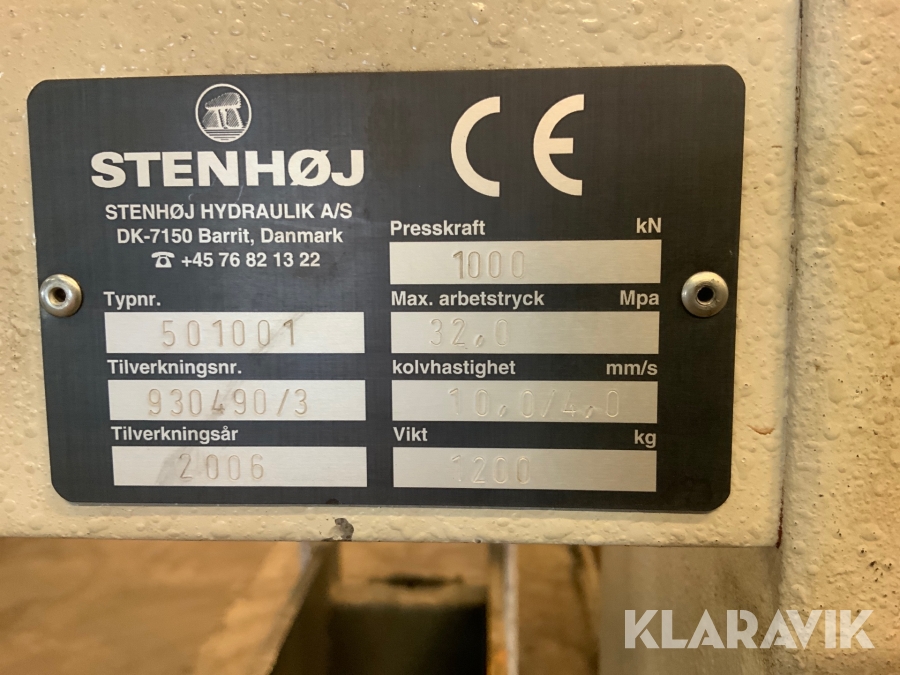 STENHØJ
STENHØJ HYDRAULIK A/S
DK-7150 Barrit, Danmark
☎ +45 76 82 13 22
Typnr.
501001
Tilverkningsnr.
930490/3
Tilverkningsår
2006
CE
Presskraft kN
1000
Max. arbetstryck Mpa
32,0
kolvhastighet mm/s
10,0/4,0
Vikt kg
1200
KLARAVIK